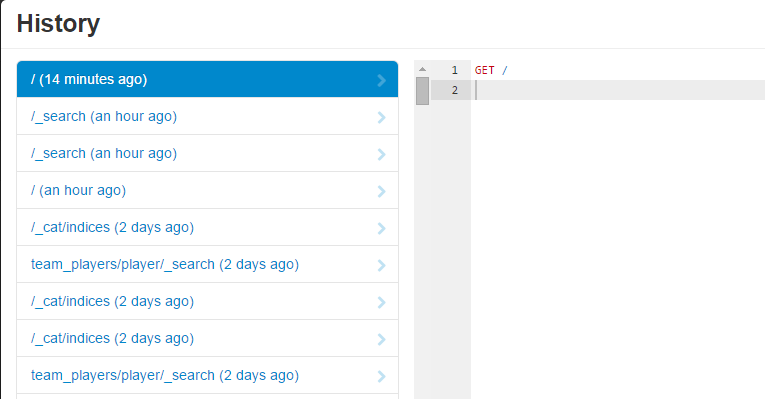 History
/ (14 minutes ago)
/_search (an hour ago)
/_search (an hour ago)
/ (an hour ago)
/_cat/indices (2 days ago)
team_players/player/_search (2 days ago)
/_cat/indices (2 days ago)
/_cat/indices (2 days ago)
team_players/player/_search (2 days ago)
1 GET /
2